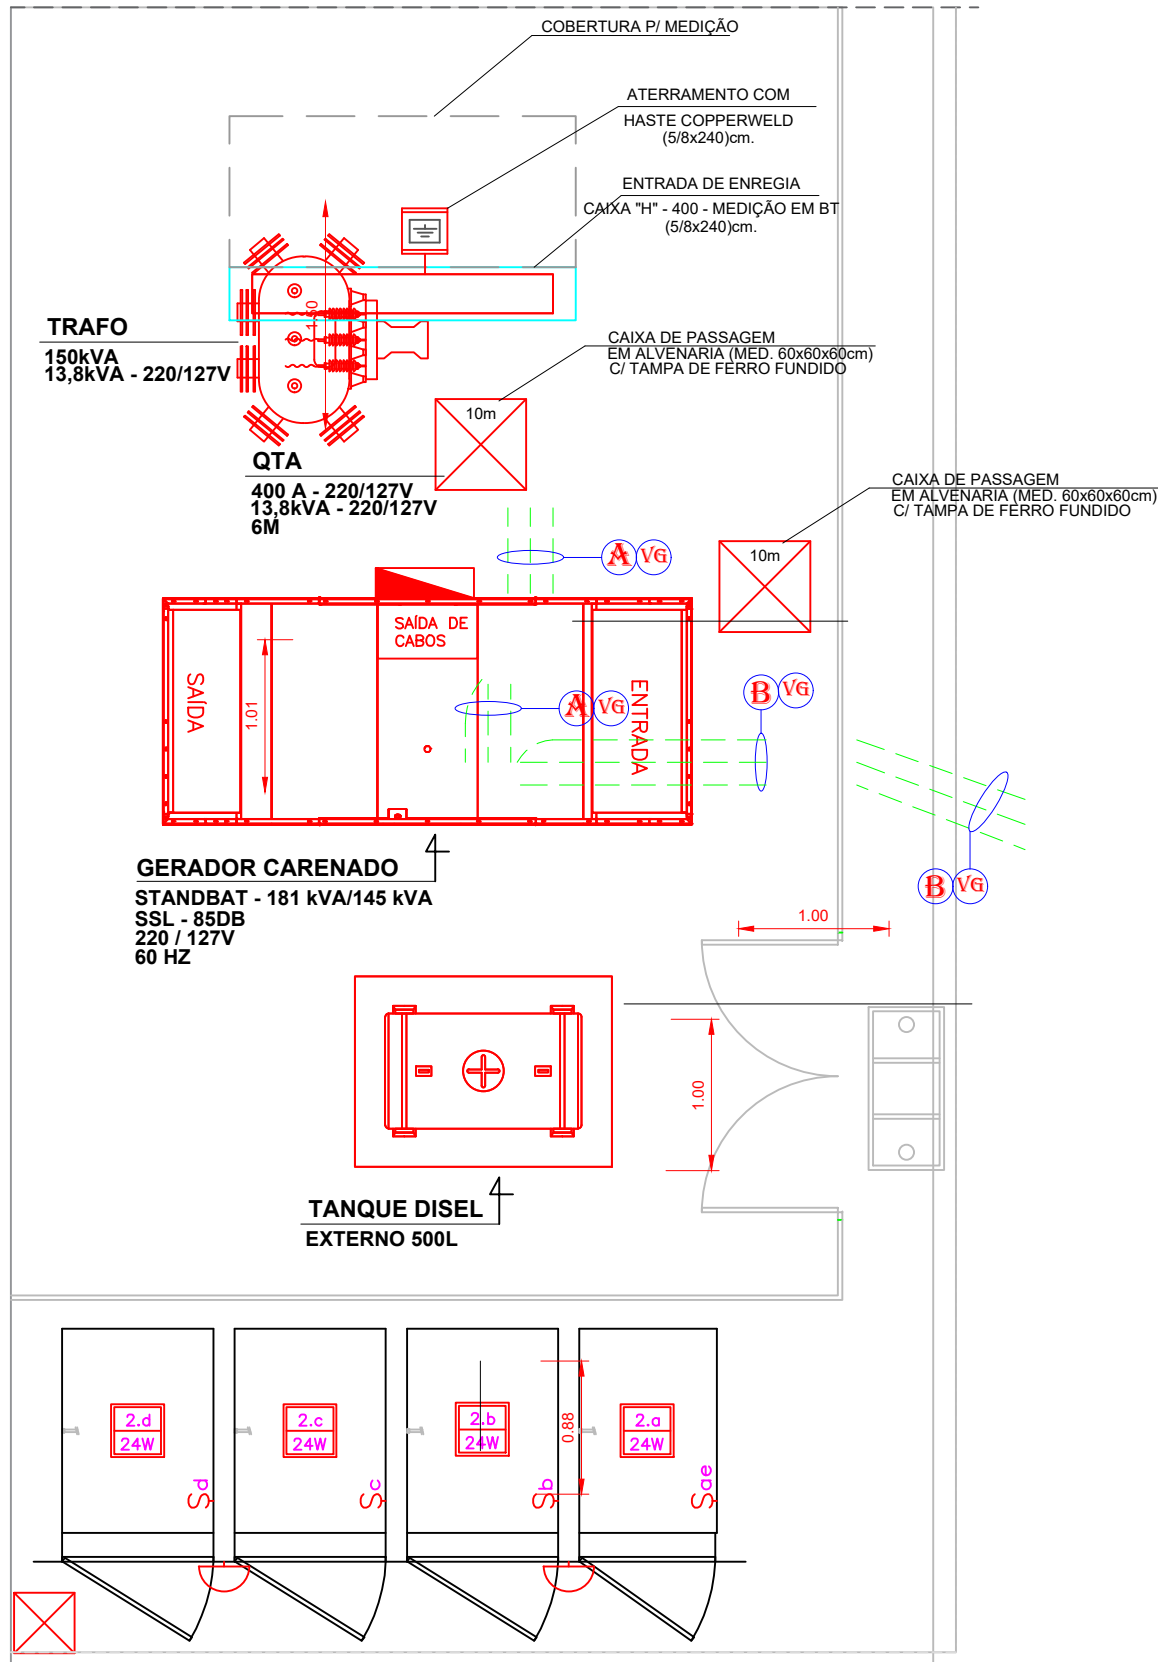 COBERTURA P/ MEDIÇÃO
ATERRAMENTO COM
HASTE COPPERWELD
(5/8x240)cm.
ENTRADA DE ENREGIA
CAIXA "H" - 400 - MEDIÇÃO EM BT
(5/8x240)cm.
TRAFO
150kVA
13,8kVA - 220/127V
CAIXA DE PASSAGEM
EM ALVENARIA (MED. 60x60x60cm)
C/ TAMPA DE FERRO FUNDIDO
10m
QTA
400 A - 220/127V
13,8kVA - 220/127V
6M
CAIXA DE PASSAGEM
EM ALVENARIA (MED. 60x60x60cm)
C/ TAMPA DE FERRO FUNDIDO
10m
A VG
SAÍDA DE
CABOS
SAÍDA
1.01
A VG
ENTRADA
B VG
B VG
GERADOR CARENADO
STANDBAT - 181 kVA/145 kVA
SSL - 85DB
220 / 127V
60 HZ
1.00
1.00
TANQUE DISEL
EXTERNO 500L
2.d
24W
2.c
24W
2.b
24W
2.a
24W
0.88
Sd
Sc
Sb
Sae